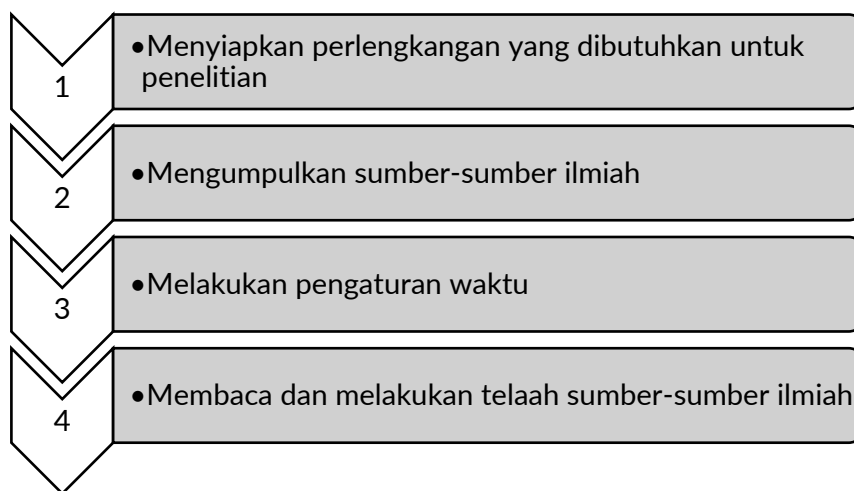 1
•Menyiapkan perlengkangan yang dibutuhkan untuk
penelitian
2
•Mengumpulkan sumber-sumber ilmiah
3
•Melakukan pengaturan waktu
4
•Membaca dan melakukan telaah sumber-sumber ilmiah